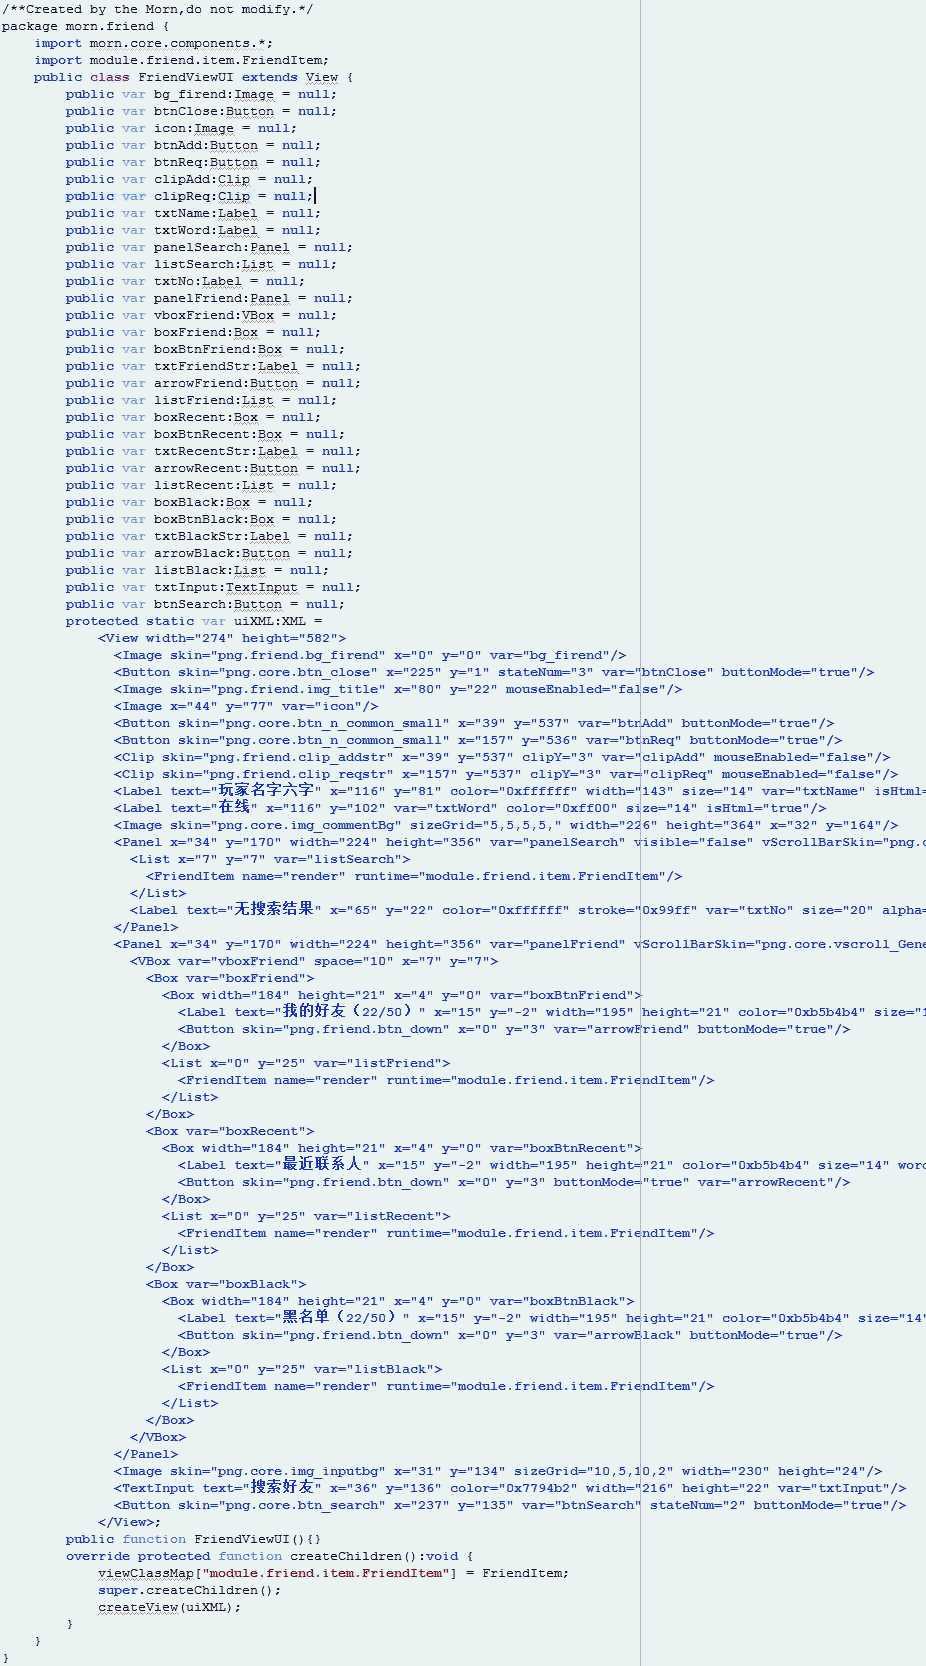 /**Created by the Morn,do not modify.*/
package morn.friend {
import morn.core.components.*;
import module.friend.item.FriendItem;
public class FriendViewUI extends View {
public var bg_firend:Image = null;
public var btnClose:Button = null;
public var icon:Image = null;
public var btnAdd:Button = null;
public var btnReq:Button = null;
public var clipAdd:Clip = null;
public var clipReq:Clip = null;
public var txtName:Label = null;
public var txtWord:Label = null;
public var panelSearch:Panel = null;
public var listSearch:List = null;
public var txtNo:Label = null;
public var panelFriend:Panel = null;
public var vboxFriend:VBox = null;
public var boxFriend:Box = null;
public var boxBtnFriend:Box = null;
public var txtFriendStr:Label = null;
public var arrowFriend:Button = null;
public var listFriend:List = null;
public var boxRecent:Box = null;
public var boxBtnRecent:Box = null;
public var txtRecentStr:Label = null;
public var arrowRecent:Button = null;
public var listRecent:List = null;
public var boxBlack:Box = null;
public var boxBtnBlack:Box = null;
public var txtBlackStr:Label = null;
public var arrowBlack:Button = null;
public var listBlack:List = null;
public var txtInput:TextInput = null;
public var btnSearch:Button = null;
protected static var uiXML:XML =
<View width="274" height="582">
<Image skin="png.friend.bg_firend" x="0" y="0" var="bg_firend"/>
<Button skin="png.core.btn_close" x="225" y="1" stateNum="3" var="btnClose" buttonMode="true"/>
<Image skin="png.friend.img_title" x="80" y="22" mouseEnabled="false"/>
<Image x="44" y="77" var="icon"/>
<Button skin="png.core.btn_n_common_small" x="39" y="537" var="btnAdd" buttonMode="true"/>
<Button skin="png.core.btn_n_common_small" x="157" y="536" var="btnReq" buttonMode="true"/>
<Clip skin="png.friend.clip_addstr" x="39" y="537" clipY="3" var="clipAdd" mouseEnabled="false"/>
<Clip skin="png.friend.clip_reqstr" x="157" y="537" clipY="3" var="clipReq" mouseEnabled="false"/>
<Label text="玩家名字六字" x="116" y="81" color="0xffffff" width="143" size="14" var="txtName" isHtml=
<Label text="在线" x="116" y="102" var="txtWord" color="0xff00" size="14" isHtml="true"/>
<Image skin="png.core.img_commentBg" sizeGrid="5,5,5,5," width="226" height="364" x="32" y="164"/>
<Panel x="34" y="170" width="224" height="356" var="panelSearch" visible="false" vScrollBarSkin="png.c
<List x="7" y="7" var="listSearch">
<FriendItem name="render" runtime="module.friend.item.FriendItem"/>
</List>
<Label text="无搜索结果" x="65" y="22" color="0xffffff" stroke="0x99ff" var="txtNo" size="20" alpha=
</Panel>
<Panel x="34" y="170" width="224" height="356" var="panelFriend" vScrollBarSkin="png.core.vscroll_Gene
<VBox var="vboxFriend" space="10" x="7" y="7">
<Box var="boxFriend">
<Box width="184" height="21" x="4" y="0" var="boxBtnFriend">
<Label text="我的好友（22/50）" x="15" y="-2" width="195" height="21" color="0xb5b4b4" size="1
<Button skin="png.friend.btn_down" x="0" y="3" var="arrowFriend" buttonMode="true"/>
</Box>
<List x="0" y="25" var="listFriend">
<FriendItem name="render" runtime="module.friend.item.FriendItem"/>
</List>
</Box>
<Box var="boxRecent">
<Box width="184" height="21" x="4" y="0" var="boxBtnRecent">
<Label text="最近联系人" x="15" y="-2" width="195" height="21" color="0xb5b4b4" size="14" word
<Button skin="png.friend.btn_down" x="0" y="3" buttonMode="true" var="arrowRecent"/>
</Box>
<List x="0" y="25" var="listRecent">
<FriendItem name="render" runtime="module.friend.item.FriendItem"/>
</List>
</Box>
<Box var="boxBlack">
<Box width="184" height="21" x="4" y="0" var="boxBtnBlack">
<Label text="黑名单（22/50）" x="15" y="-2" width="195" height="21" color="0xb5b4b4" size="14"
<Button skin="png.friend.btn_down" x="0" y="3" var="arrowBlack" buttonMode="true"/>
</Box>
<List x="0" y="25" var="listBlack">
<FriendItem name="render" runtime="module.friend.item.FriendItem"/>
</List>
</Box>
</VBox>
</Panel>
<Image skin="png.core.img_inputbg" x="31" y="134" sizeGrid="10,5,10,2" width="230" height="24"/>
<TextInput text="搜索好友" x="36" y="136" color="0x7794b2" width="216" height="22" var="txtInput"/>
<Button skin="png.core.btn_search" x="237" y="135" var="btnSearch" stateNum="2" buttonMode="true"/>
</View>;
public function FriendViewUI(){}
override protected function createChildren():void {
viewClassMap["module.friend.item.FriendItem"] = FriendItem;
super.createChildren();
createView(uiXML);
}
}
}